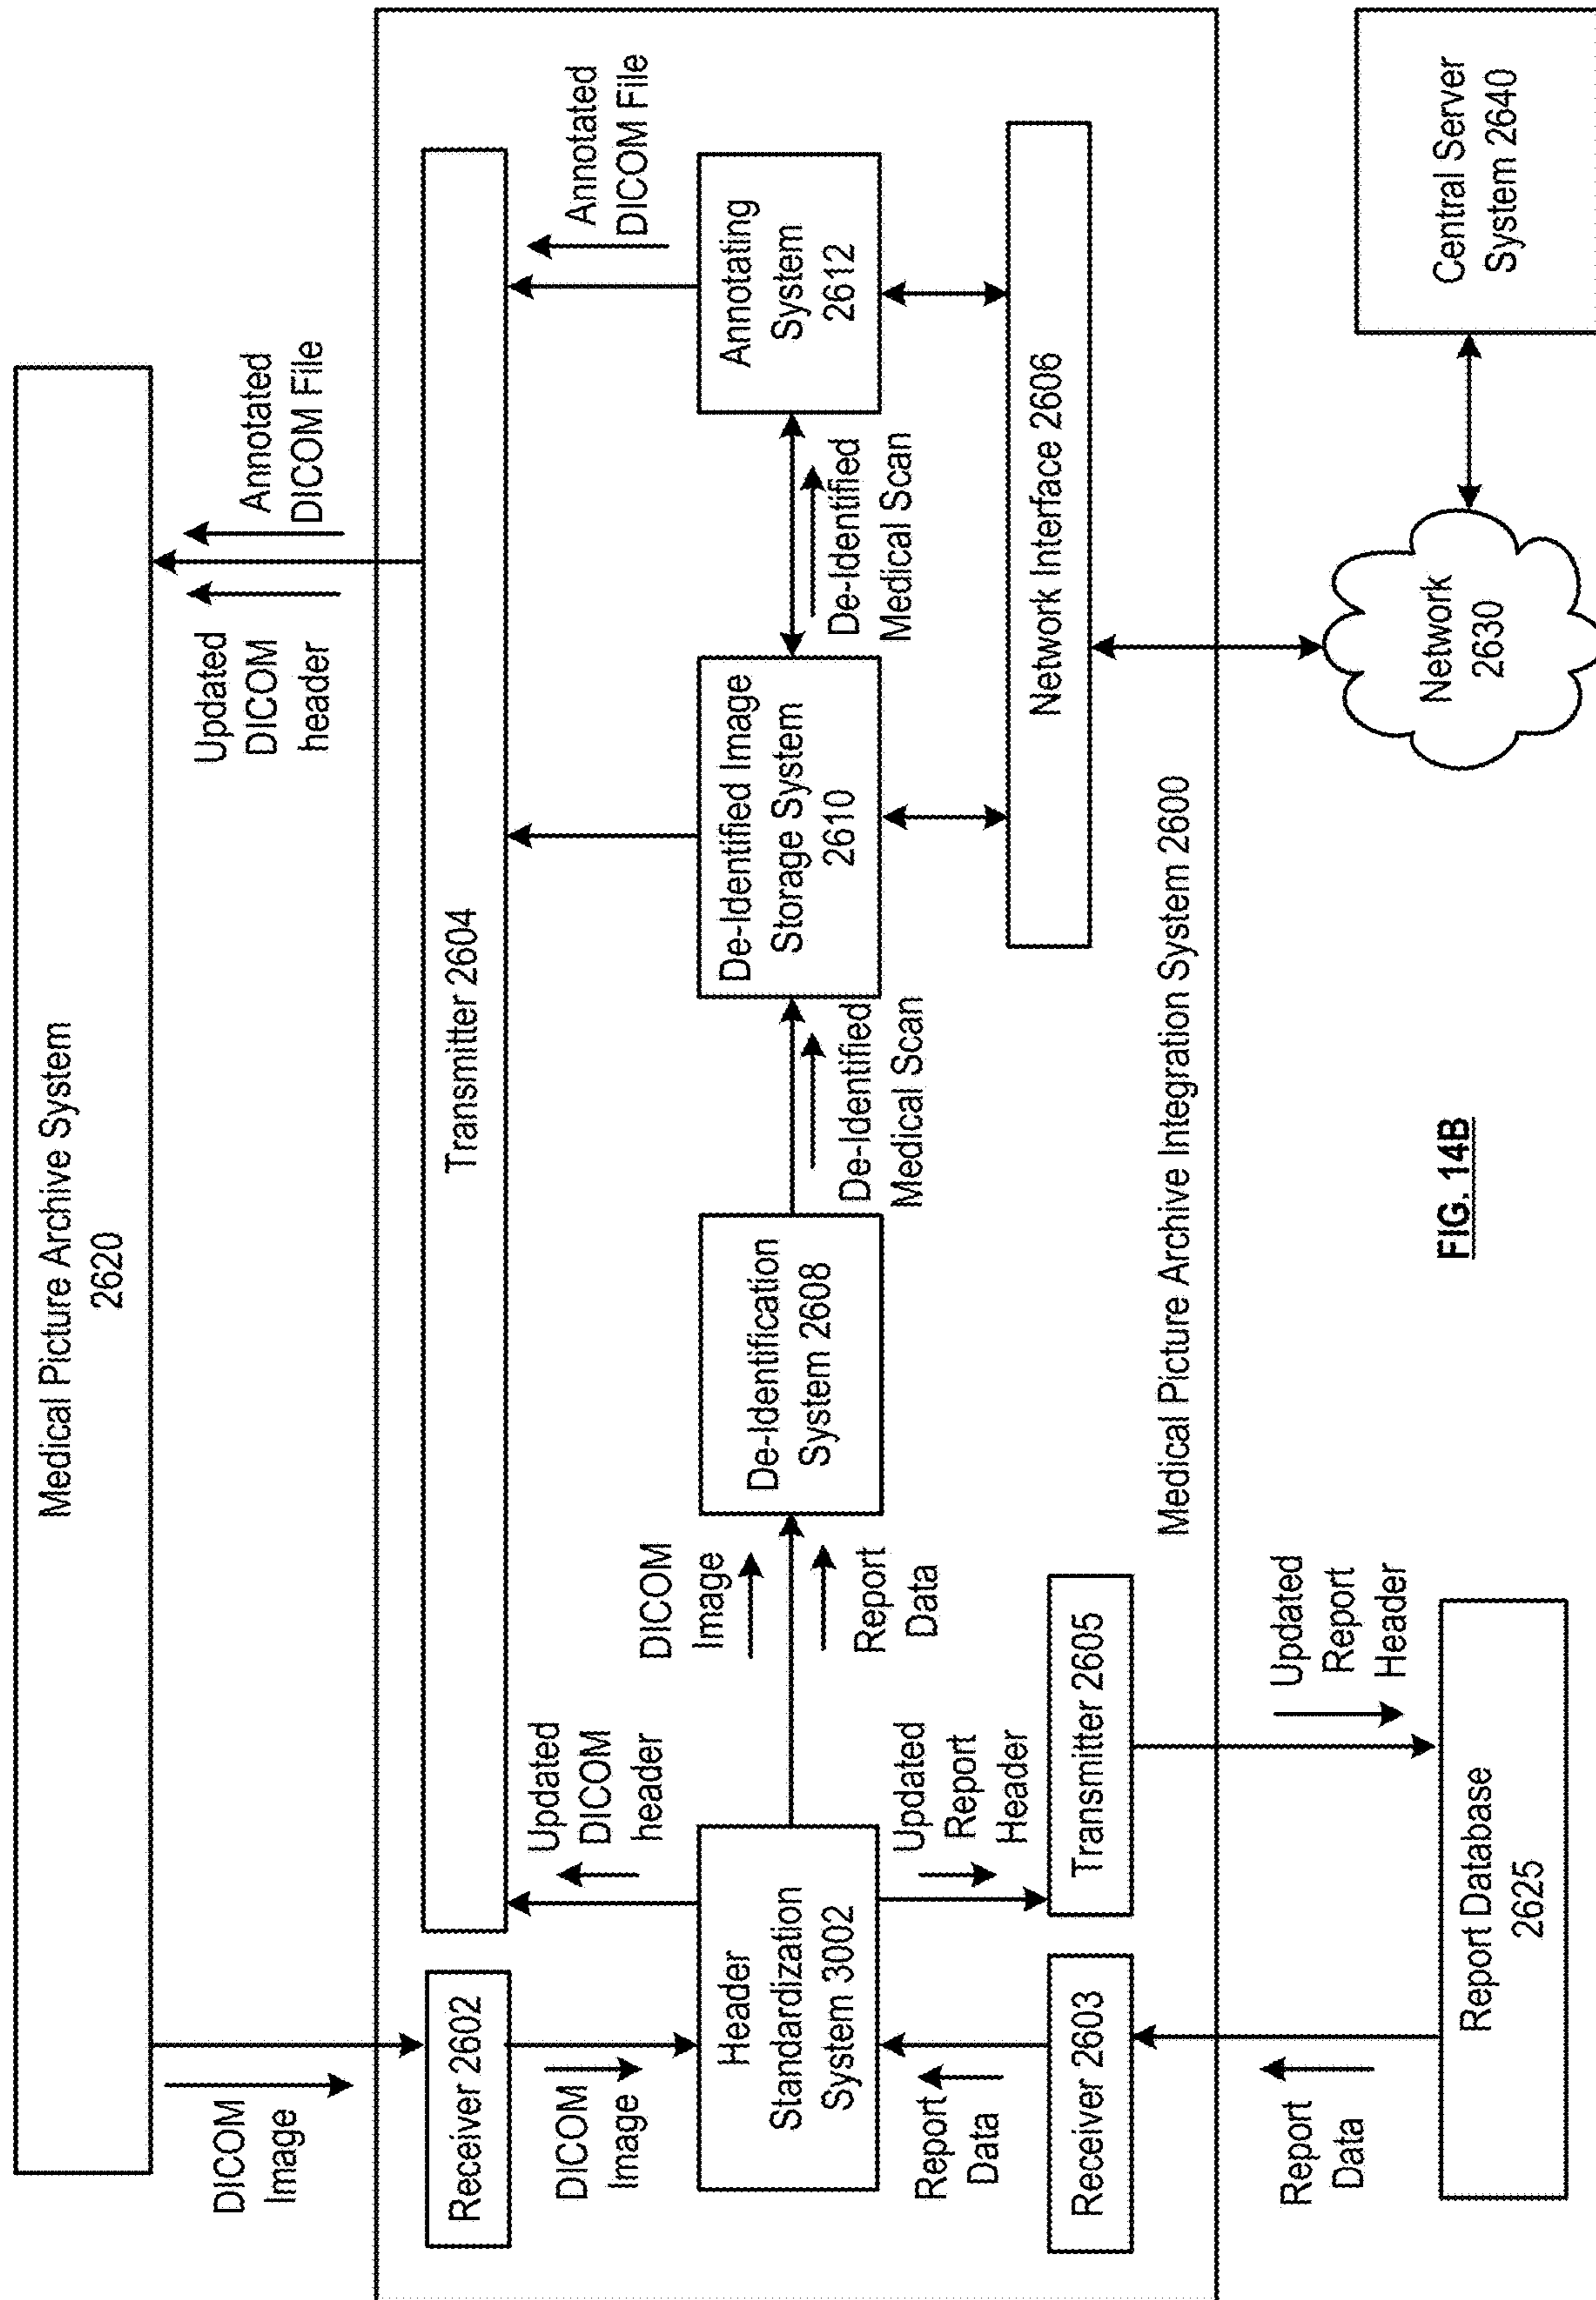 Medical Picture Archive System
2620
DICOM
Image
Updated
DICOM
header
Annotated
DICOM File
Receiver 2602
Transmitter 2604
DICOM
Image
Updated
DICOM
header
Annotated
DICOM File
Header
Standardization
System 3002
DICOM
Image
Report
Data
De-Identification
System 2608
De-Identified
Medical Scan
De-Identified Image
Storage System
2610
De-Identified
Medical Scan
Annotating
System
2612
Report
Data
Updated
Report
Header
Receiver 2603
Transmitter 2605
Network Interface 2606
Medical Picture Archive Integration System 2600
Report
Data
Updated
Report
Header
Report Database
2625
Network
2630
Central Server
System 2640
FIG. 14B